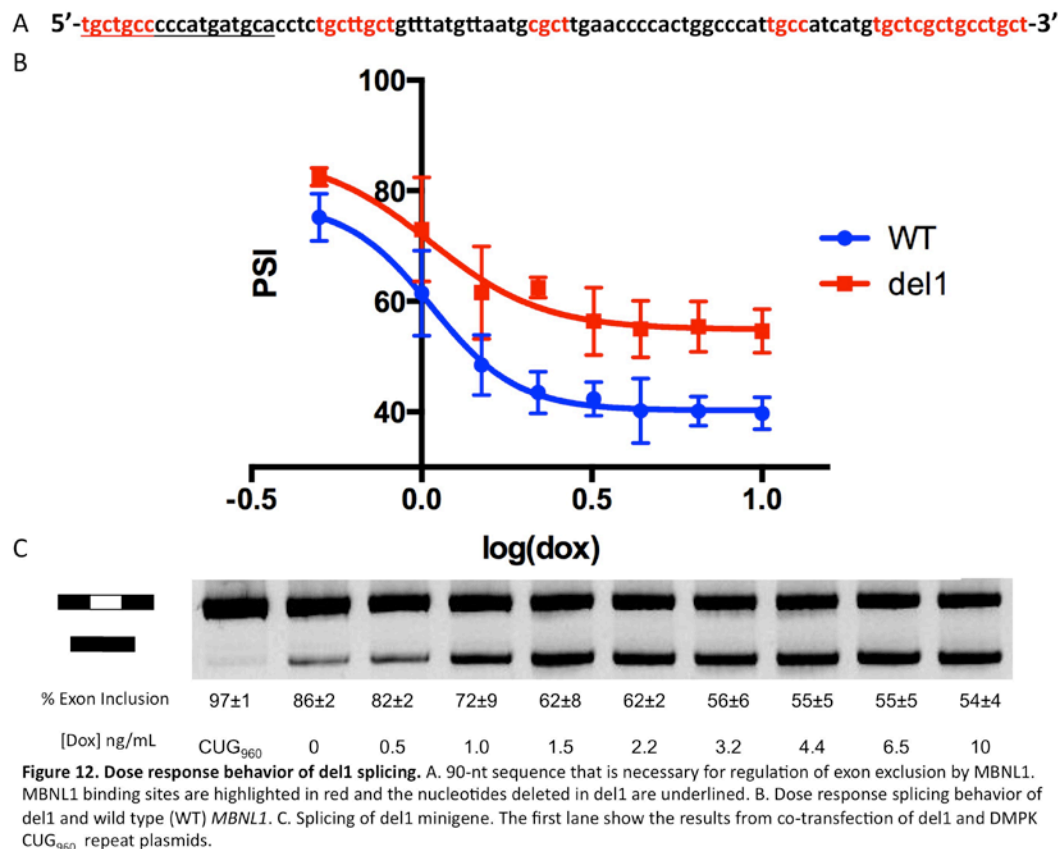 A 5’-tgctgcccccatgatgcacctctgcttgctgtttatgttaatgcgcttgaaccccactggcccattgccatcatgtgctcgctgcctgct-3’
B
100
80
60
40
PSI
-0.5 0.0 0.5 1.0
log(dox)
WT
del1
C
% Exon Inclusion 97±1 86±2 82±2 72±9 62±8 62±2 56±6 55±5 55±5 54±4
[Dox] ng/mL CUG960 0 0.5 1.0 1.5 2.2 3.2 4.4 6.5 10
Figure 12. Dose response behavior of del1 splicing. A. 90-nt sequence that is necessary for regulation of exon exclusion by MBNL1.
MBNL1 binding sites are highlighted in red and the nucleotides deleted in del1 are underlined. B. Dose response splicing behavior of
del1 and wild type (WT) MBNL1. C. Splicing of del1 minigene. The first lane show the results from co-transfection of del1 and DMPK
CUG960 repeat plasmids.